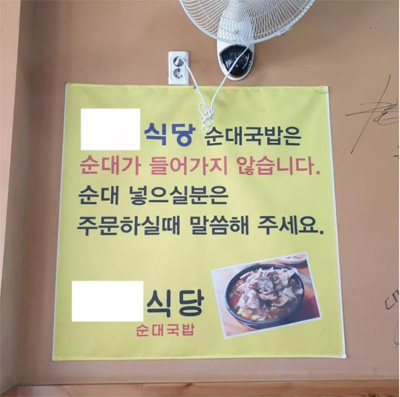 식당 순대국밥은
순대가 들어가지 않습니다.
순대 넣으실분은
주문하실때 말씀해 주세요.
식당
순대국밥